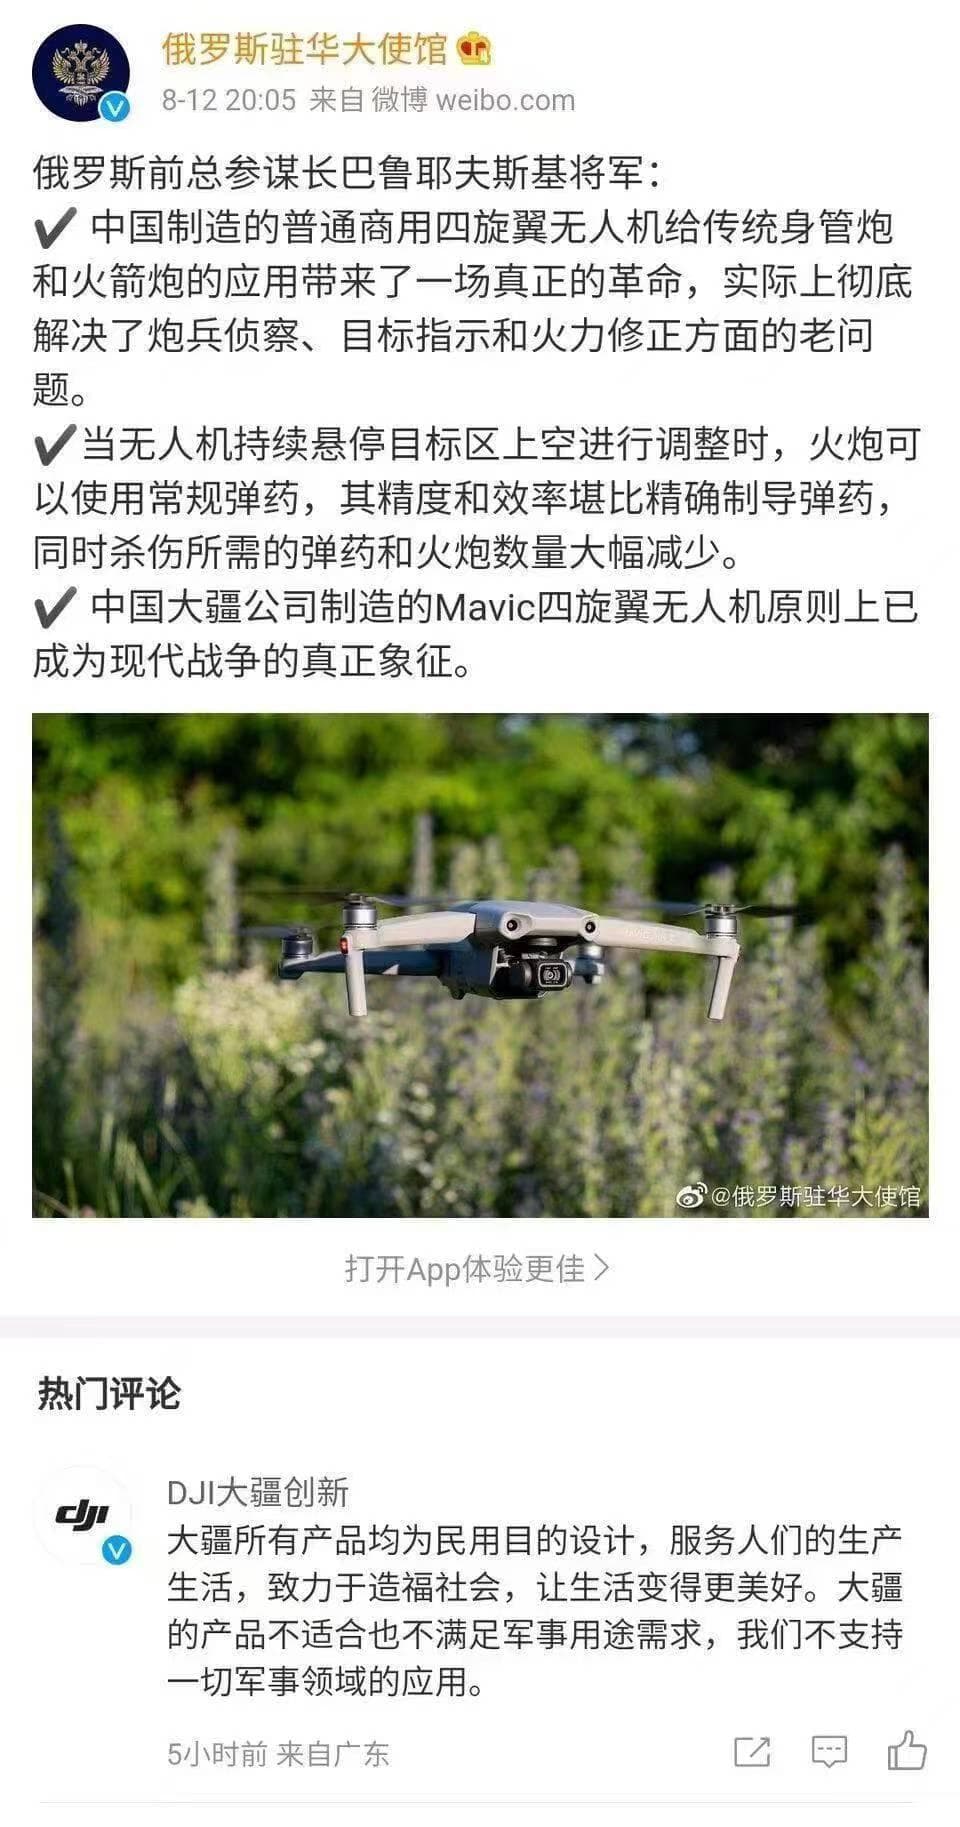 俄罗斯驻华大使馆
8-12 20:05 来自 微博 weibo.com
俄罗斯前总参谋长巴鲁耶夫斯基将军：
✔ 中国制造的普通商用四旋翼无人机给传统身管炮
和火箭炮的应用带来了一场真正的革命，实际上彻底
解决了炮兵侦察、目标指示和火力修正方面的老问
题。
✔当无人机持续悬停目标区上空进行调整时，火炮可
以使用常规弹药，其精度和效率堪比精确制导弹药，
同时杀伤所需的弹药和火炮数量大幅减少。
✔ 中国大疆公司制造的Mavic四旋翼无人机原则上已
成为现代战争的真正象征。
@俄罗斯驻华大使馆
打开App体验更佳
热门评论
dji
DJI大疆创新
大疆所有产品均为民用目的设计，服务人们的生产
生活，致力于造福社会，让生活变得更美好。大疆
的产品不适合也不满足军事用途需求，我们不支持
一切军事领域的应用。
5小时前 来自广东